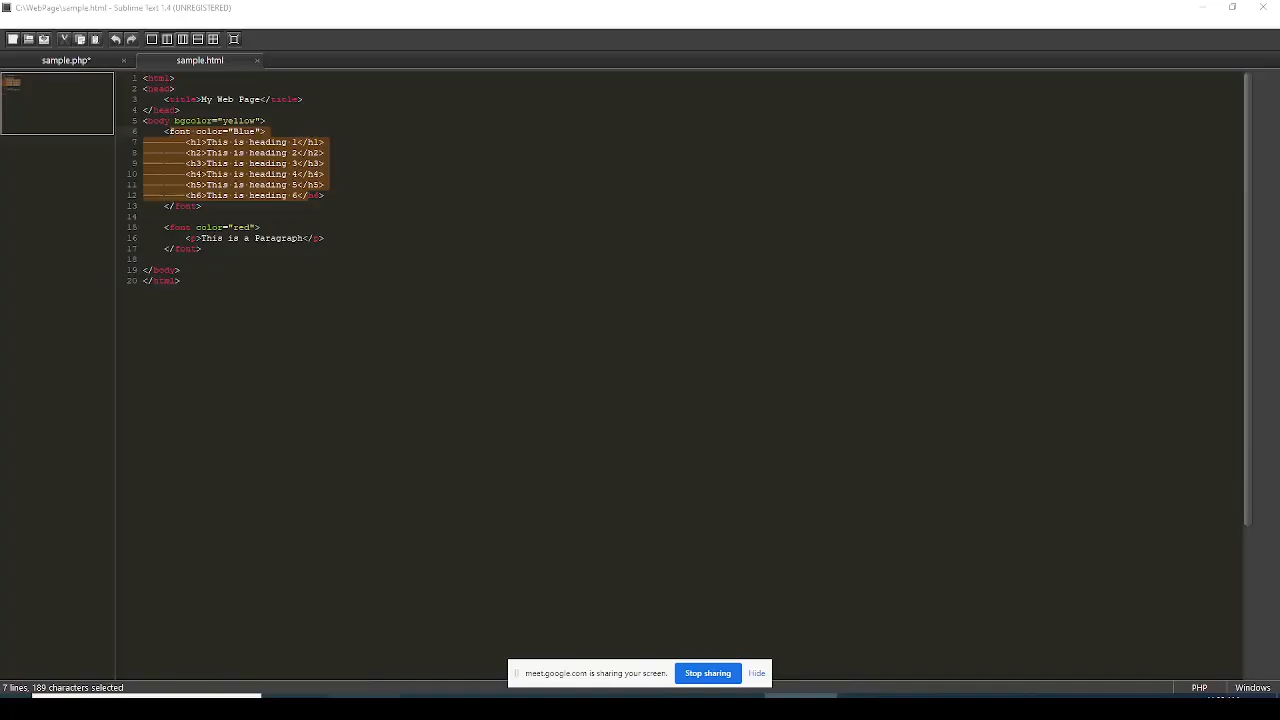 C:\WebPage\sample.html - Sublime Text 1.4 (UNREGISTERED)
sample.php*
sample.html
1 <html>
2 <head>
3 <title>My Web Page</title>
4 </head>
5 <body bgcolor="yellow">
6 <font color="Blue">
7 <h1>This is heading 1</h1>
8 <h2>This is heading 2</h2>
9 <h3>This is heading 3</h3>
10 <h4>This is heading 4</h4>
11 <h5>This is heading 5</h5>
12 <h6>This is heading 6</h6>
13 </font>
14
15 <font color="red">
16 <p>This is a Paragraph</p>
17 </font>
18
19 </body>
20 </html>
meet.google.com is sharing your screen. Stop sharing Hide
7 lines, 189 characters selected PHP Windows